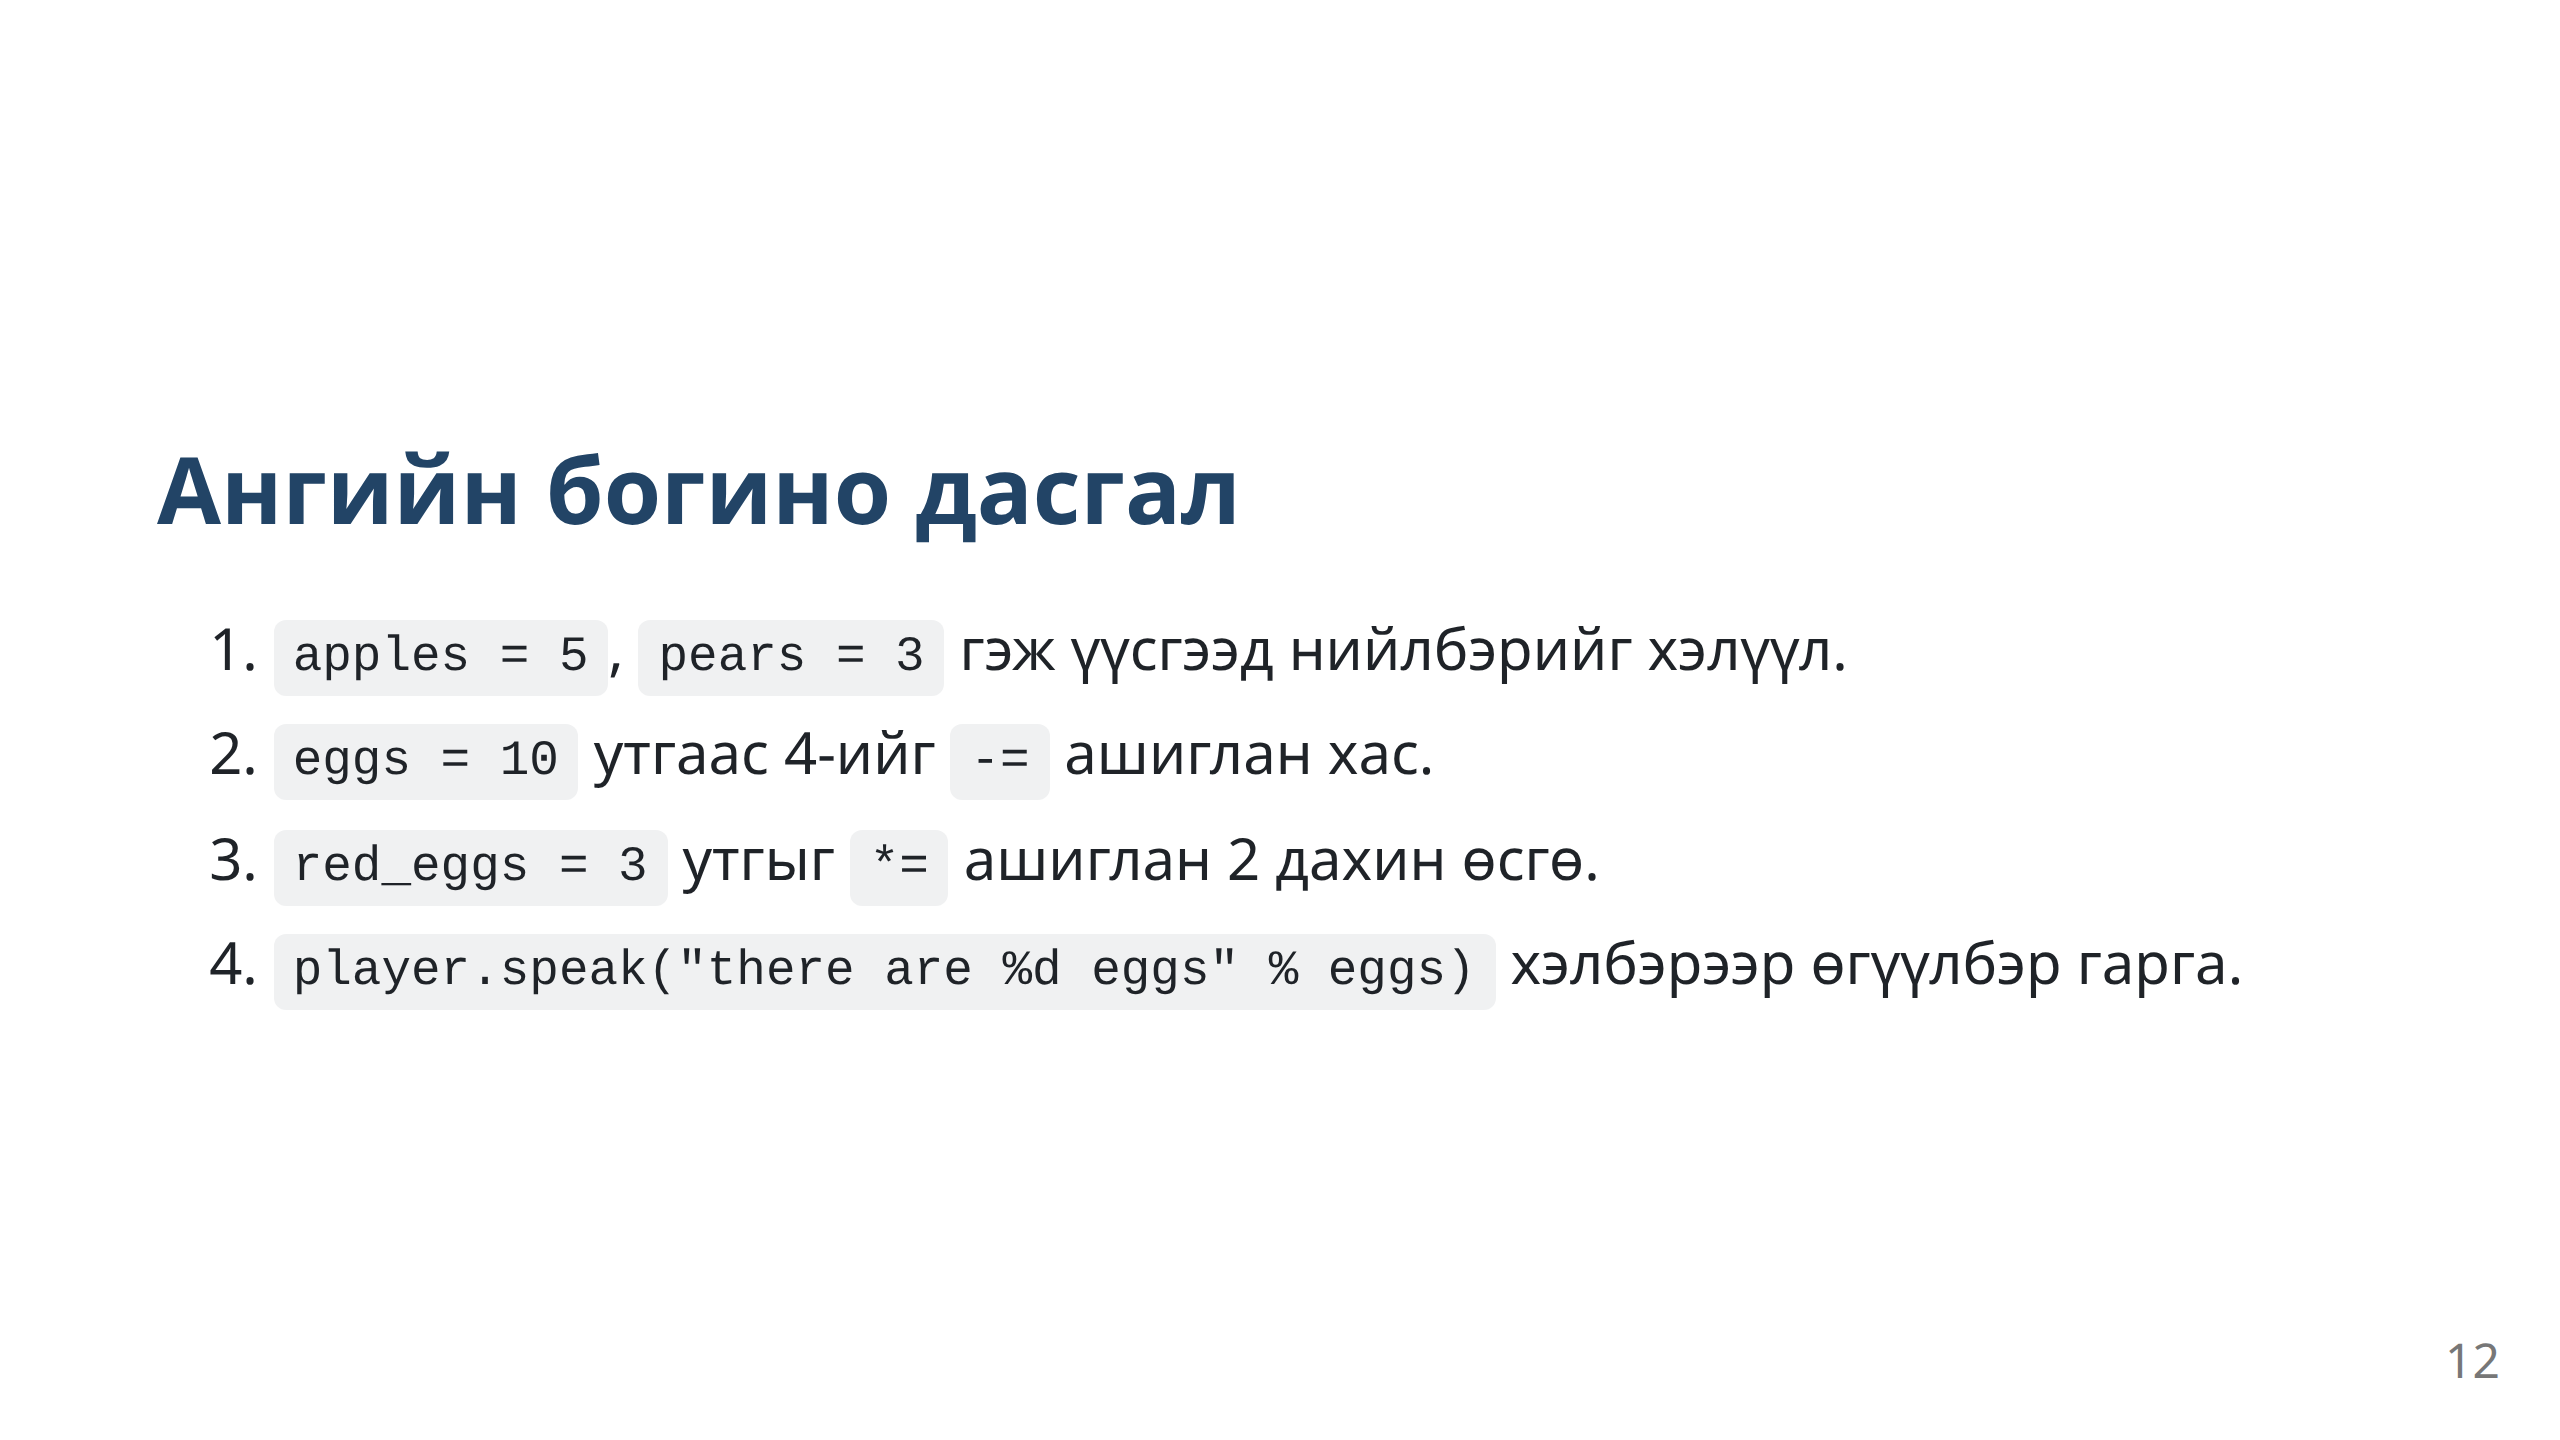 Ангийн богино дасгал
1. apples = 5, pears = 3 гэж үүсгээд нийлбэрийг хэлүүл.
2. eggs = 10 утгаас 4-ийг -= ашиглан хас.
3. red_eggs = 3 утгыг *= ашиглан 2 дахин өсгө.
4. player.speak("there are %d eggs" % eggs) хэлбэрээр өгүүлбэр гарга.
12